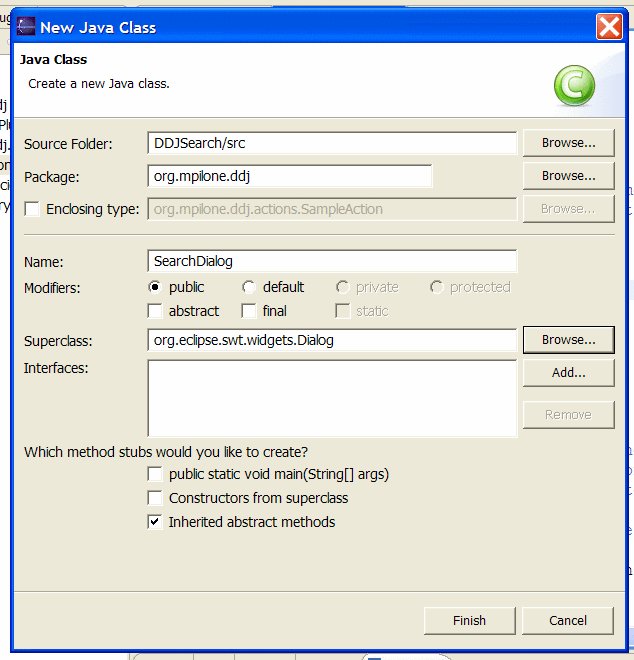 New Java Class
Java Class
Create a new Java class.
Source Folder: DDJSearch/src Browse...
Package: org.mpilone.ddj Browse...
Enclosing type: org.mpilone.ddj.actions.SampleAction Browse...
Name: SearchDialog
Modifiers: public default private protected
abstract final static
Superclass: org.eclipse.swt.widgets.Dialog Browse...
Interfaces: Add...
Remove
Which method stubs would you like to create?
public static void main(String[] args)
Constructors from superclass
Inherited abstract methods
Finish Cancel